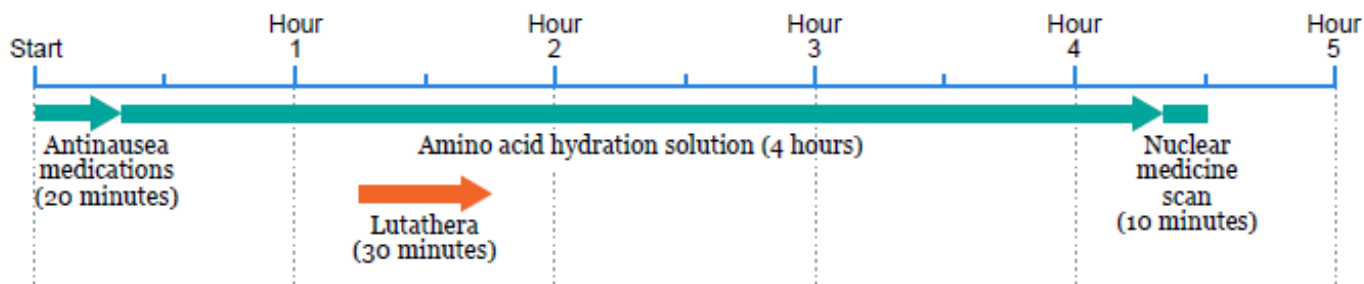 Start
Hour
1
Hour
2
Hour
3
Hour
4
Hour
5
Antinausea
medications
(20 minutes)
Amino acid hydration solution (4 hours)
Nuclear
medicine
scan
(10 minutes)
Lutathera
(30 minutes)